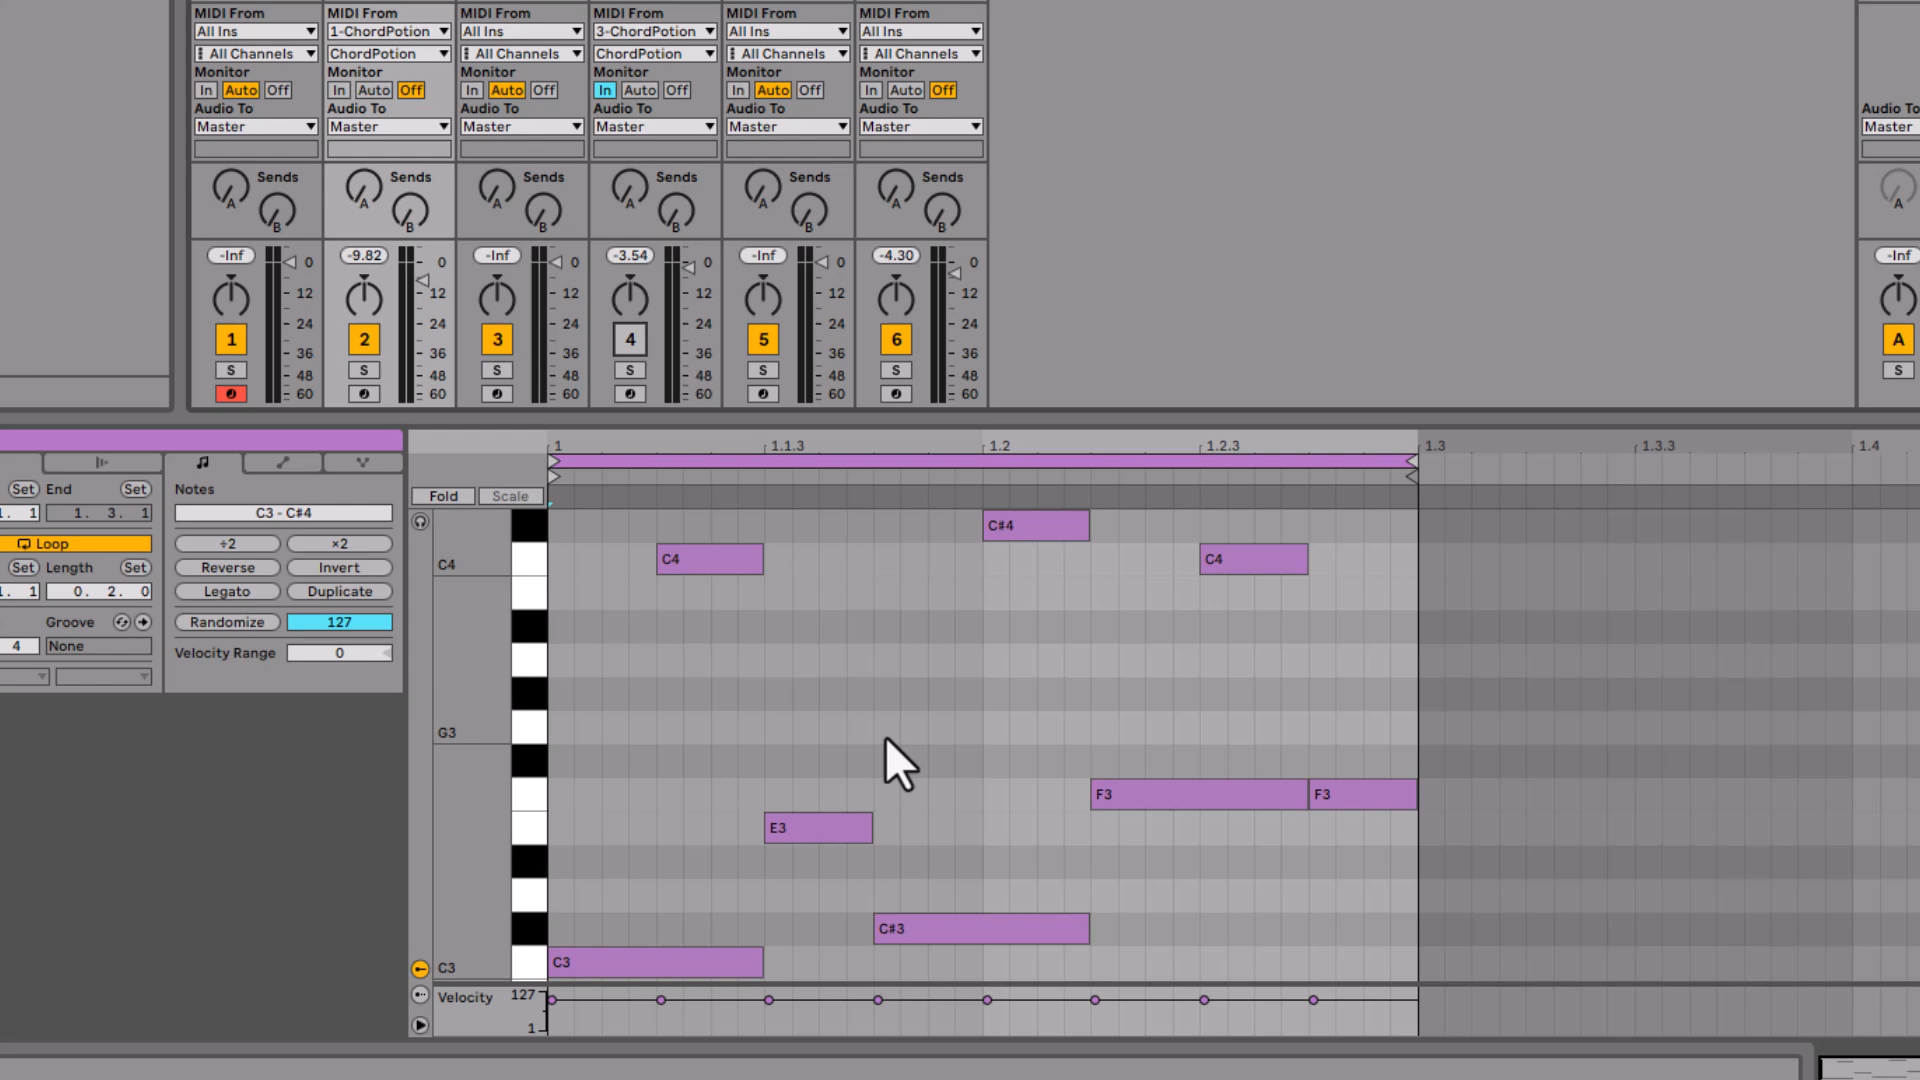 MIDI From MIDI From MIDI From MIDI From MIDI From MIDI From
All Ins 1-ChordPotion All Ins 3-ChordPotion All Ins All Ins
All Channels ChordPotion All Channels ChordPotion All Channels All Channels
Monitor Monitor Monitor Monitor Monitor Monitor
In Auto Off In Auto Off In Auto Off In Auto Off In Auto Off In Auto Off
Audio To Audio To Audio To Audio To Audio To Audio To Audio To
Master Master Master Master Master Master Master
Sends Sends Sends Sends Sends Sends
A A A A A A A
B B B B B B
-Inf 0 -9.82 0 -Inf 0 -3.54 0 -Inf 0 -4.30 0 -Inf
12 12 12 12 12 12
24 24 24 24 24 24
1 2 3 4 5 6 A
36 36 36 36 36 36
S 48 S 48 S 48 S 48 S 48 S 48 S
60 60 60 60 60 60
1 1.1.3 1.2 1.2.3 1.3 1.3.3 1.4
Set End Set
1. 1 1. 3. 1
Loop
Set Length Set
1. 1 0. 2. 0
Groove
4 None
Notes
C3 - C#4
÷2 ×2
Reverse Invert
Legato Duplicate
Randomize 127
Velocity Range 0
Fold Scale
C#4
C4 C4 C4
G3
F3 F3
E3
C#3
C3 C3
Velocity 127
1